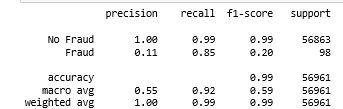 precision recall f1-score support
No Fraud 1.00 0.99 0.99 56863
Fraud 0.11 0.85 0.20 98
accuracy 0.99 56961
macro avg 0.55 0.92 0.59 56961
weighted avg 1.00 0.99 0.99 56961